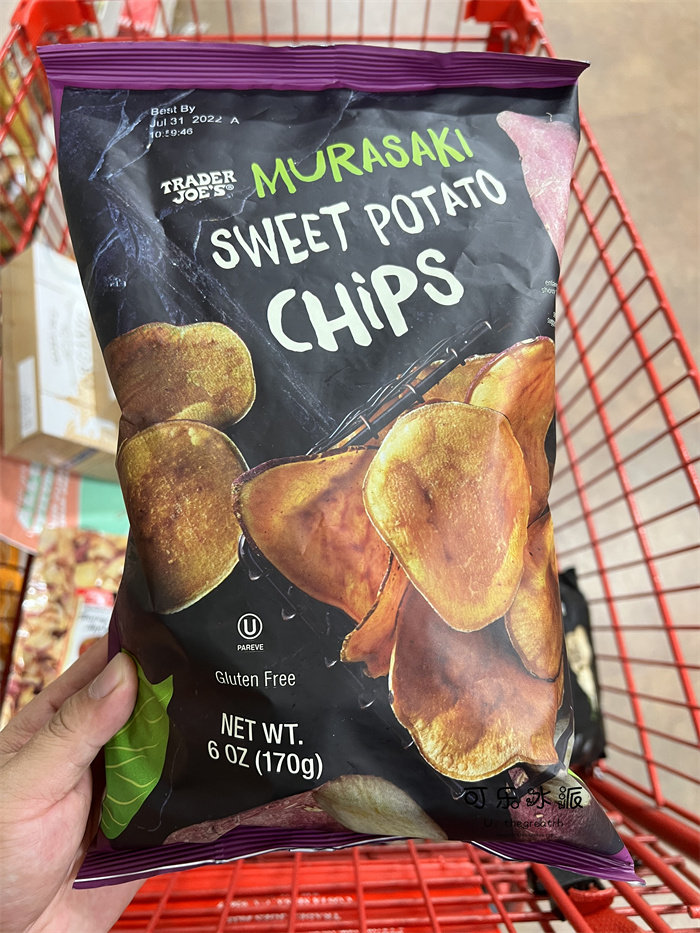 Best By
Jul 31 2022 A
10:59:46
TRADER
JOE'S®
MURASAKI
SWEET POTATO
CHiPS
U
PAREVE
Gluten Free
NET WT.
6 OZ (170g)
可乐冰派